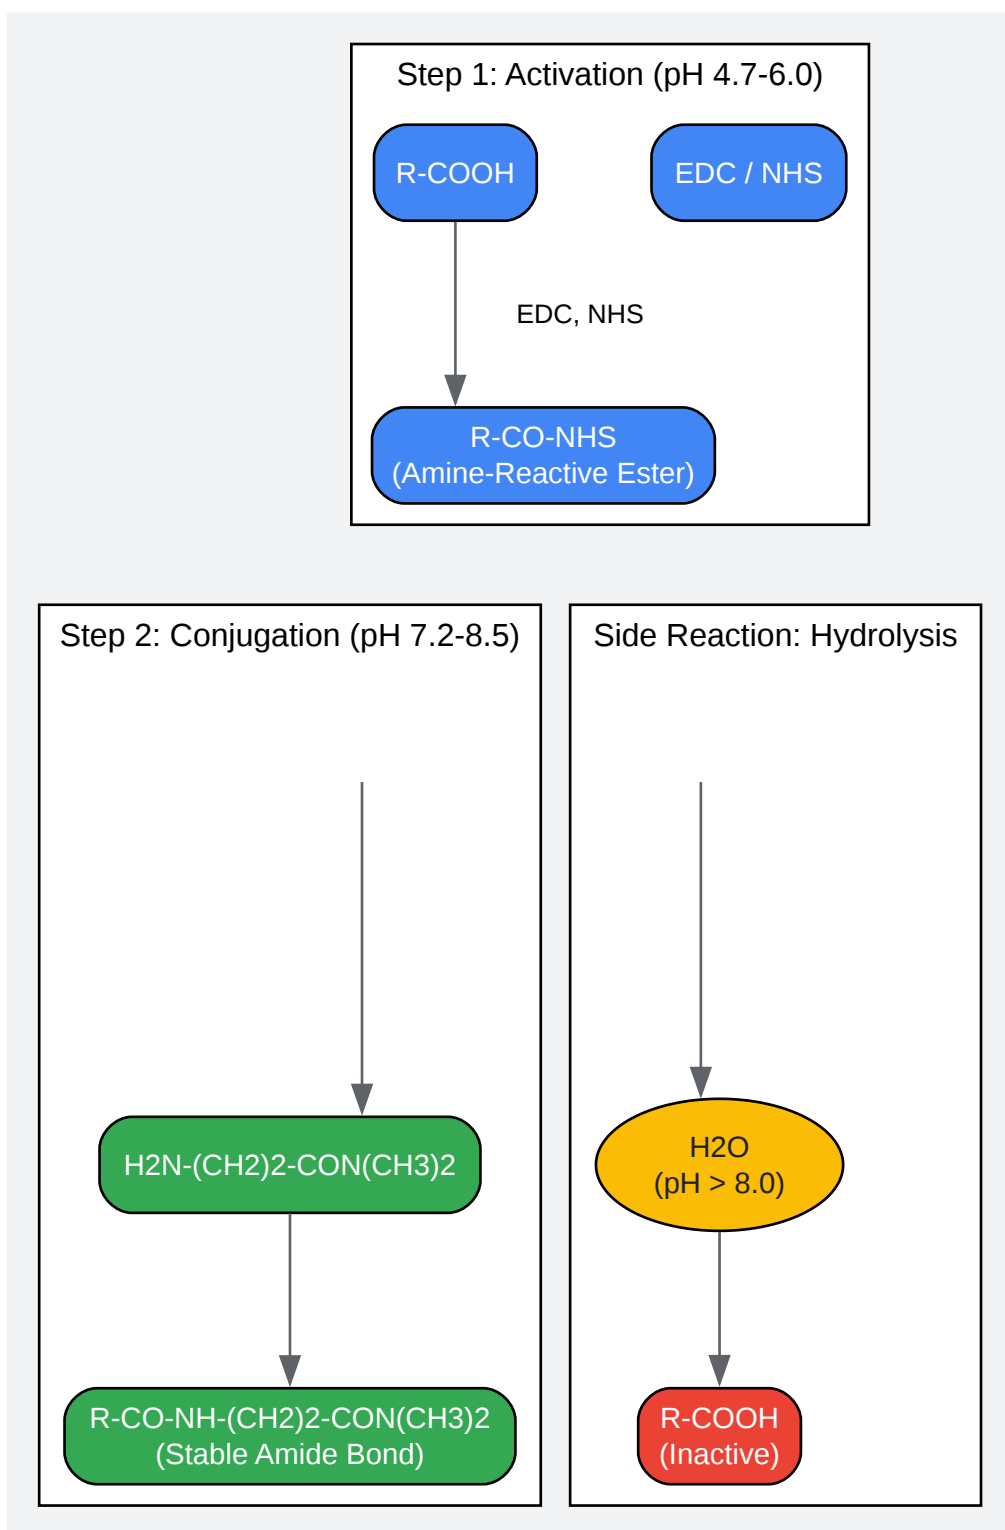 Step 1: Activation (pH 4.7-6.0)
R-COOH
EDC / NHS
EDC, NHS
R-CO-NHS
(Amine-Reactive Ester)
Step 2: Conjugation (pH 7.2-8.5)
H2N-(CH2)2-CON(CH3)2
R-CO-NH-(CH2)2-CON(CH3)2
(Stable Amide Bond)
Side Reaction: Hydrolysis
H2O
(pH > 8.0)
R-COOH
(Inactive)